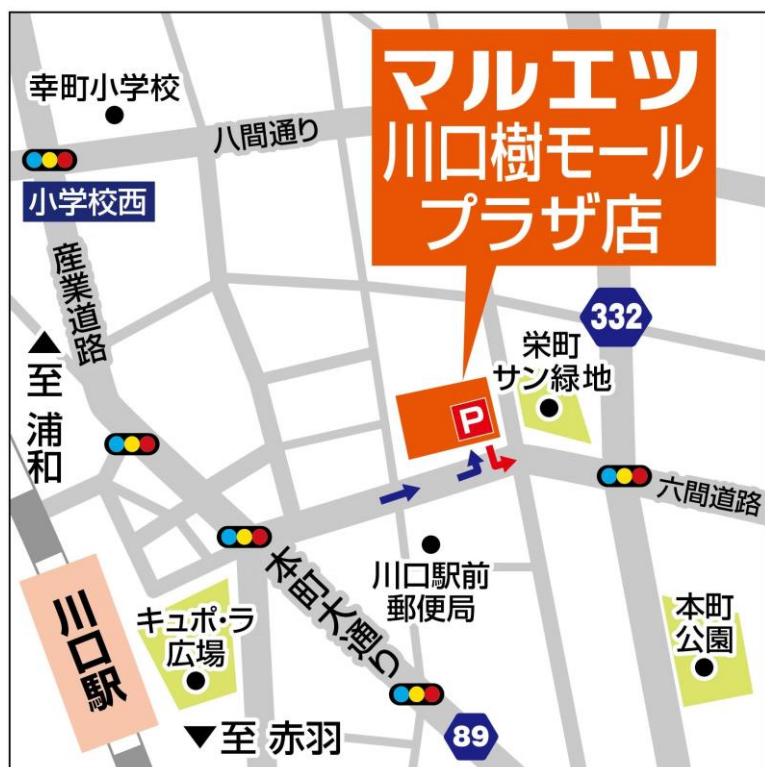 マルエツ
川口樹モール
プラザ店
幸町小学校
八間通り
小学校西
産業道路
332
栄町
サン緑地
▲至 浦和
P
六間道路
川口駅前
郵便局
本町大通り
川口駅
キュポ・ラ
広場
本町
公園
▼至 赤羽
89